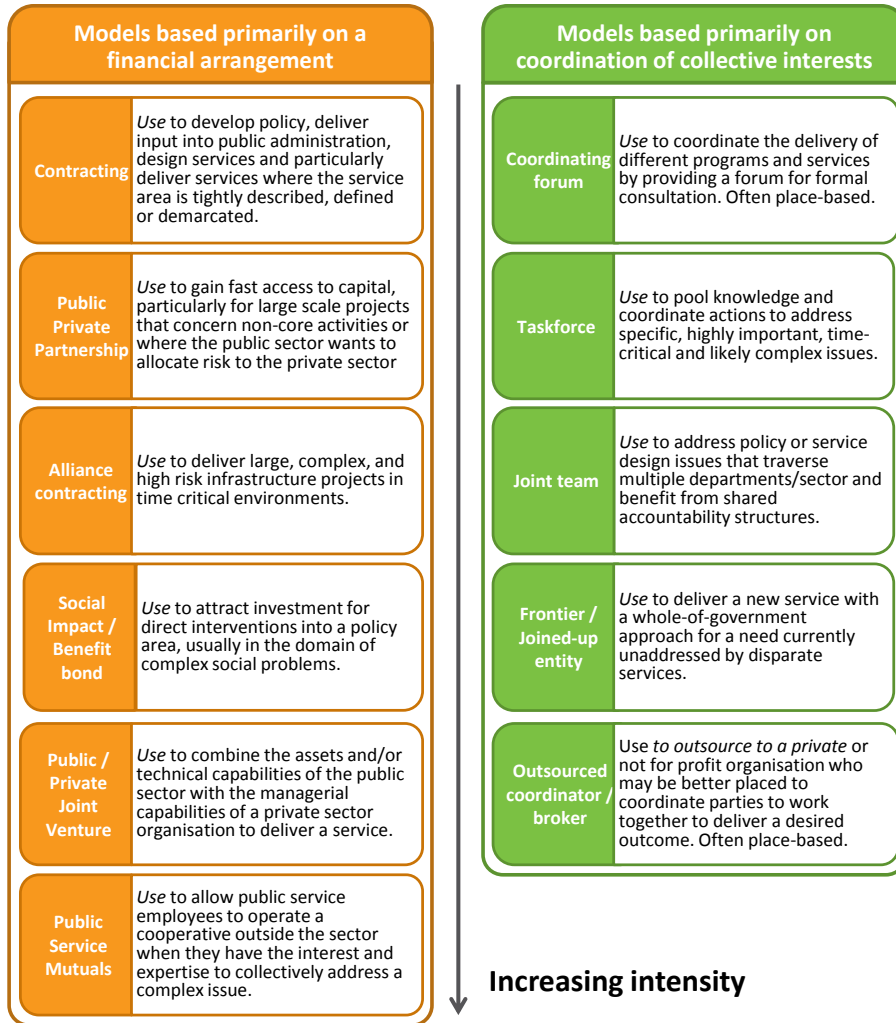 Models based primarily on a
financial arrangement
Contracting
Use to develop policy, deliver
input into public administration,
design services and particularly
deliver services where the service
area is tightly described, defined
or demarcated.
Public
Private
Partnership
Use to gain fast access to capital,
particularly for large scale projects
that concern non-core activities or
where the public sector wants to
allocate risk to the private sector
Alliance
contracting
Use to deliver large, complex, and
high risk infrastructure projects in
time critical environments.
Social
Impact /
Benefit
bond
Use to attract investment for
direct interventions into a policy
area, usually in the domain of
complex social problems.
Public /
Private
Joint
Venture
Use to combine the assets and/or
technical capabilities of the public
sector with the managerial
capabilities of a private sector
organisation to deliver a service.
Public
Service
Mutuals
Use to allow public service
employees to operate a
cooperative outside the sector
when they have the interest and
expertise to collectively address a
complex issue.
Models based primarily on
coordination of collective interests
Coordinating
forum
Use to coordinate the delivery of
different programs and services
by providing a forum for formal
consultation. Often place-based.
Taskforce
Use to pool knowledge and
coordinate actions to address
specific, highly important, time-
critical and likely complex issues.
Joint team
Use to address policy or service
design issues that traverse
multiple departments/sector and
benefit from shared
accountability structures.
Frontier /
Joined-up
entity
Use to deliver a new service with
a whole-of-government
approach for a need currently
unaddressed by disparate
services.
Outsourced
coordinator /
broker
Use to outsource to a private or
not for profit organisation who
may be better placed to
coordinate parties to work
together to deliver a desired
outcome. Often place-based.
Increasing intensity